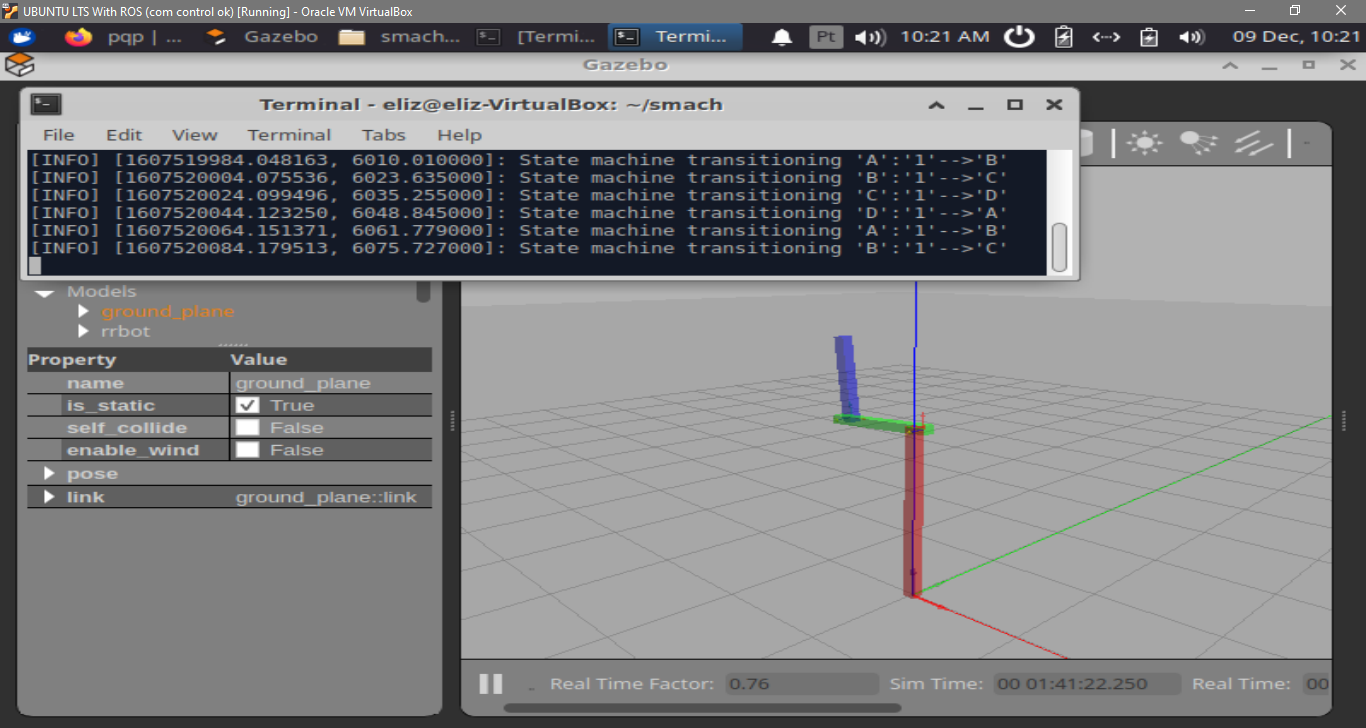 UBUNTU LTS With ROS (com control ok) [Running] - Oracle VM VirtualBox
pqp | ... Gazebo smach... [Termi... Termi... Pt 10:21 AM 09 Dec, 10:21
Gazebo
Terminal - eliz@eliz-VirtualBox: ~/smach
File Edit View Terminal Tabs Help
[INFO] [1607519984.048163, 6010.010000]: State machine transitioning 'A':'1'-->'B'
[INFO] [1607520004.075536, 6023.635000]: State machine transitioning 'B':'1'-->'C'
[INFO] [1607520024.099496, 6035.255000]: State machine transitioning 'C':'1'-->'D'
[INFO] [1607520044.123250, 6048.845000]: State machine transitioning 'D':'1'-->'A'
[INFO] [1607520064.151371, 6061.779000]: State machine transitioning 'A':'1'-->'B'
[INFO] [1607520084.179513, 6075.727000]: State machine transitioning 'B':'1'-->'C'
Models
ground_plane
rrbot
Property Value
name ground_plane
is_static True
self_collide False
enable_wind False
pose
link ground_plane::link
Real Time Factor: 0.76 Sim Time: 00 01:41:22.250 Real Time: 00